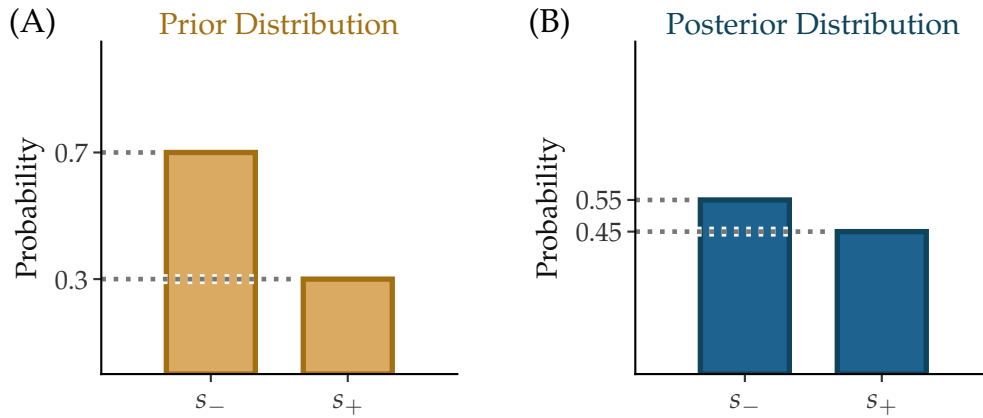 (A)
Prior Distribution
Probability
0.7
0.3
s₋
s₊
(B)
Posterior Distribution
Probability
0.55
0.45
s₋
s₊